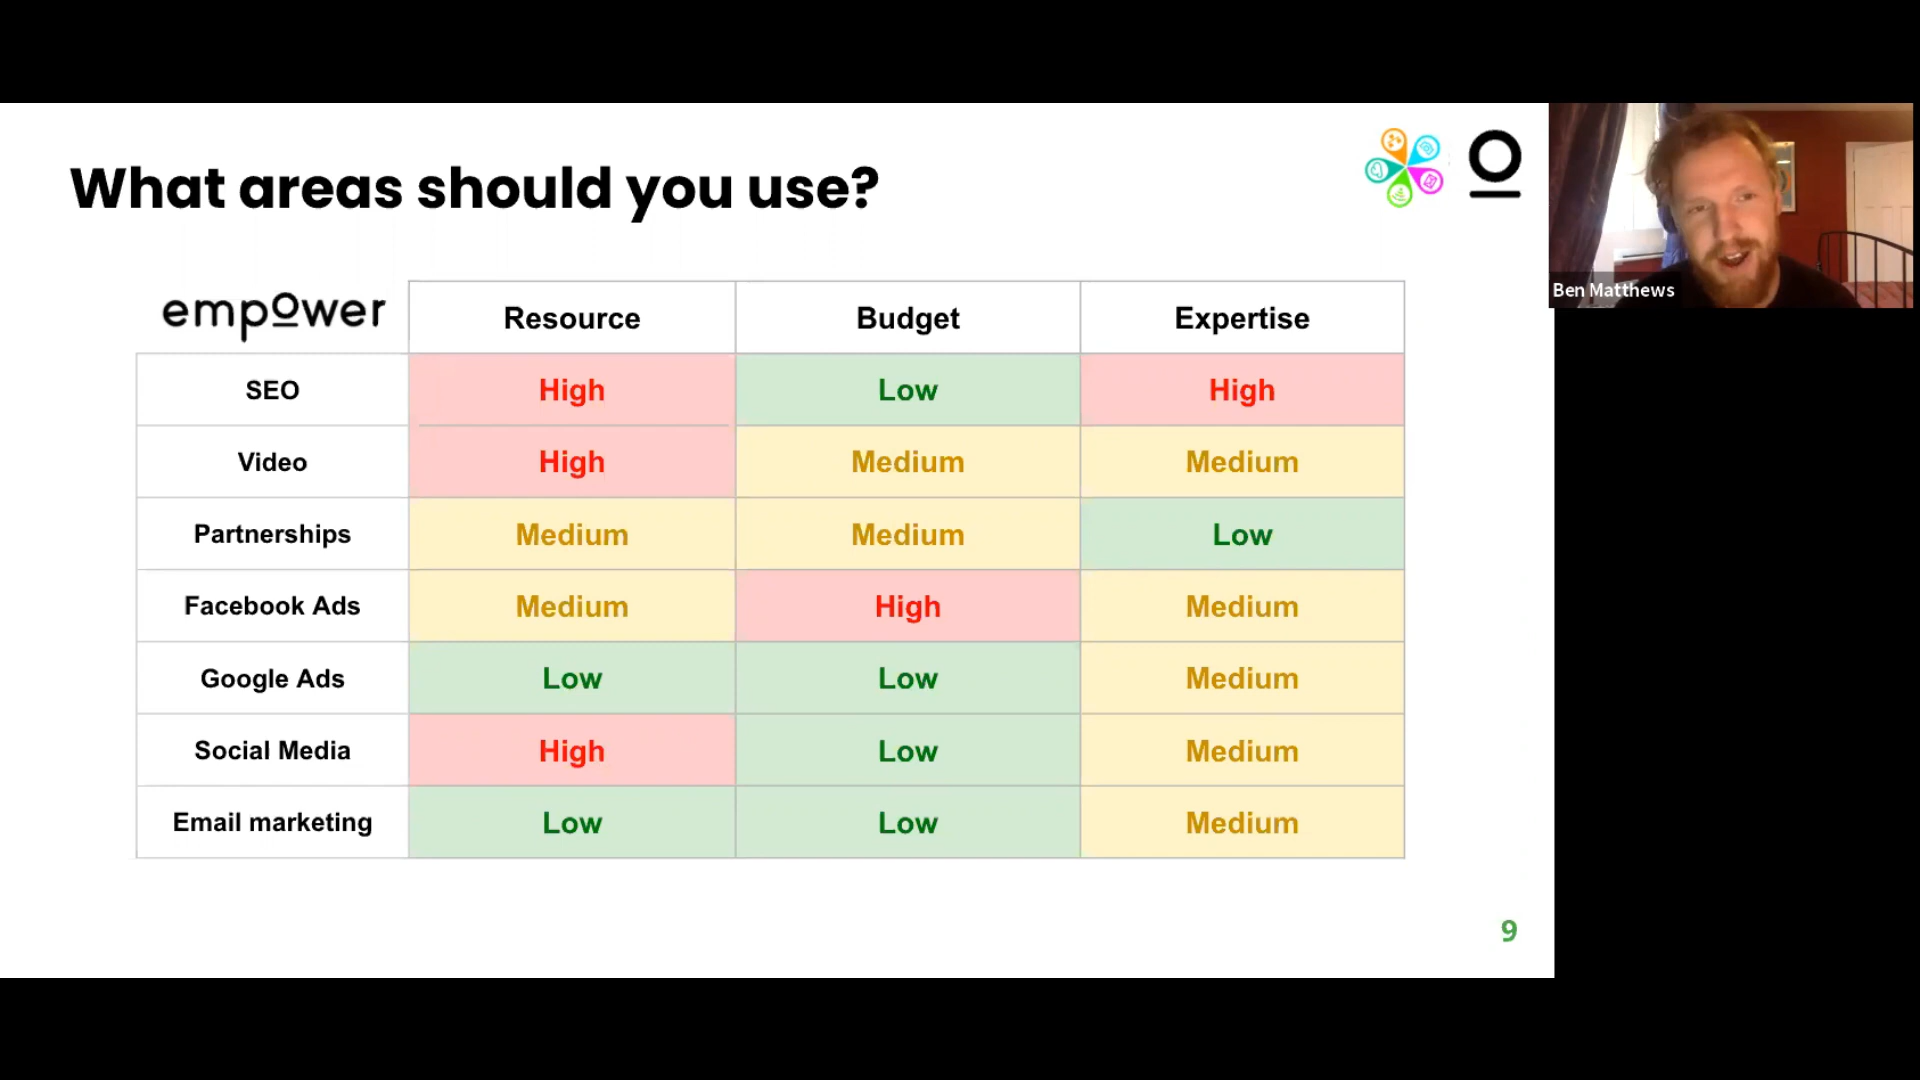 What areas should you use?
Ben Matthews
empower Resource Budget Expertise
SEO High Low High
Video High Medium Medium
Partnerships Medium Medium Low
Facebook Ads Medium High Medium
Google Ads Low Low Medium
Social Media High Low Medium
Email marketing Low Low Medium
9